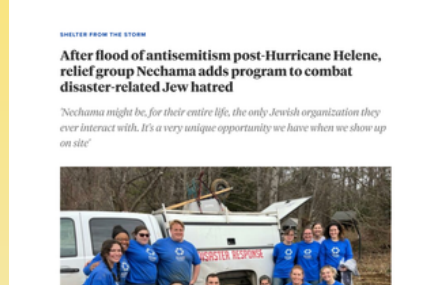 SHELTER FROM THE STORM
After flood of antisemitism post-Hurricane Helene,
relief group Nechama adds program to combat
disaster-related Jew hatred
'Nechama might be, for their entire life, the only Jewish organization they
ever interact with. It's a very unique opportunity we have when we show up
on site'
DISASTER RESPONSE